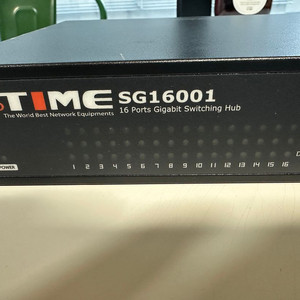 TIME SG16001
The World Best Network Equipments 16 Ports Gigabit Switching Hub
POWER 1 2 3 4 5 6 7 8 9 10 11 12 13 14 15 16